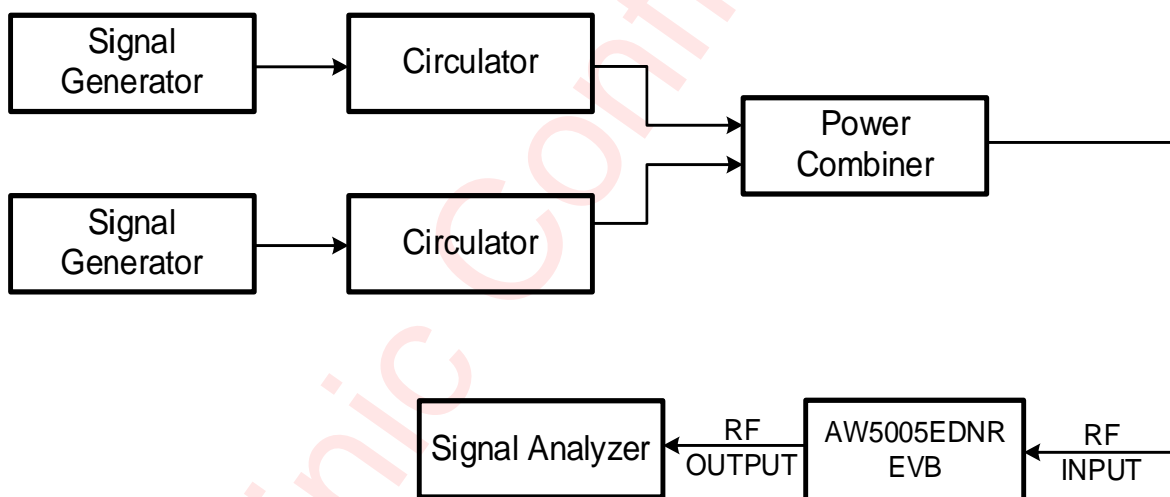 Signal
Generator
Circulator
Power
Combiner
Signal
Generator
Circulator
Signal Analyzer
RF
OUTPUT
AW5005EDNR
EVB
RF
INPUT